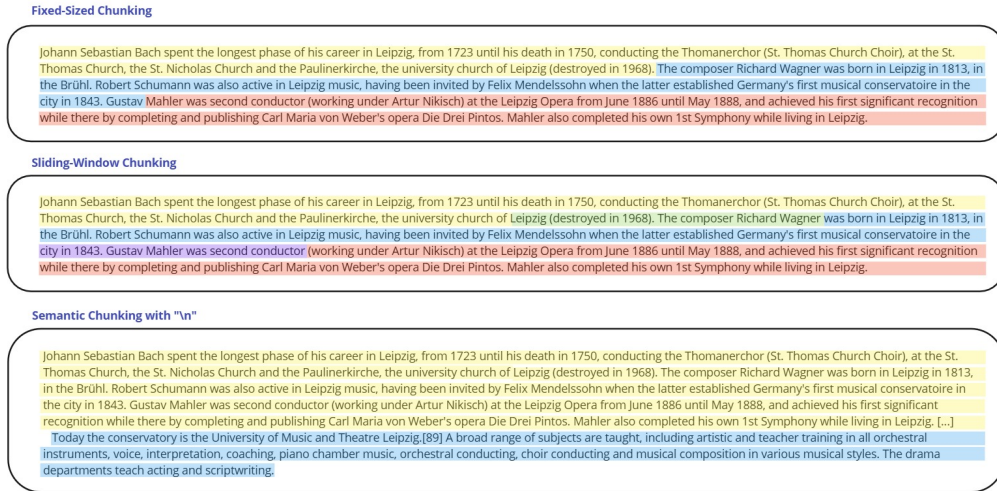 Fixed-Sized Chunking
Johann Sebastian Bach spent the longest phase of his career in Leipzig, from 1723 until his death in 1750, conducting the Thomanerchor (St. Thomas Church Choir), at the St.
Thomas Church, the St. Nicholas Church and the Paulinerkirche, the university church of Leipzig (destroyed in 1968). The composer Richard Wagner was born in Leipzig in 1813, in
the Brühl. Robert Schumann was also active in Leipzig music, having been invited by Felix Mendelssohn when the latter established Germany's first musical conservatoire in the
city in 1843. Gustav Mahler was second conductor (working under Artur Nikisch) at the Leipzig Opera from June 1886 until May 1888, and achieved his first significant recognition
while there by completing and publishing Carl Maria von Weber's opera Die Drei Pintos. Mahler also completed his own 1st Symphony while living in Leipzig.
Sliding-Window Chunking
Johann Sebastian Bach spent the longest phase of his career in Leipzig, from 1723 until his death in 1750, conducting the Thomanerchor (St. Thomas Church Choir), at the St.
Thomas Church, the St. Nicholas Church and the Paulinerkirche, the university church of Leipzig (destroyed in 1968). The composer Richard Wagner was born in Leipzig in 1813, in
the Brühl. Robert Schumann was also active in Leipzig music, having been invited by Felix Mendelssohn when the latter established Germany's first musical conservatoire in the
city in 1843. Gustav Mahler was second conductor (working under Artur Nikisch) at the Leipzig Opera from June 1886 until May 1888, and achieved his first significant recognition
while there by completing and publishing Carl Maria von Weber's opera Die Drei Pintos. Mahler also completed his own 1st Symphony while living in Leipzig.
Semantic Chunking with "\n"
Johann Sebastian Bach spent the longest phase of his career in Leipzig, from 1723 until his death in 1750, conducting the Thomanerchor (St. Thomas Church Choir), at the St.
Thomas Church, the St. Nicholas Church and the Paulinerkirche, the university church of Leipzig (destroyed in 1968). The composer Richard Wagner was born in Leipzig in 1813,
in the Brühl. Robert Schumann was also active in Leipzig music, having been invited by Felix Mendelssohn when the latter established Germany's first musical conservatoire in
the city in 1843. Gustav Mahler was second conductor (working under Artur Nikisch) at the Leipzig Opera from June 1886 until May 1888, and achieved his first significant
recognition while there by completing and publishing Carl Maria von Weber's opera Die Drei Pintos. Mahler also completed his own 1st Symphony while living in Leipzig. [...]
Today the conservatory is the University of Music and Theatre Leipzig.[89] A broad range of subjects are taught, including artistic and teacher training in all orchestral
instruments, voice, interpretation, coaching, piano chamber music, orchestral conducting, choir conducting and musical composition in various musical styles. The drama
departments teach acting and scriptwriting.